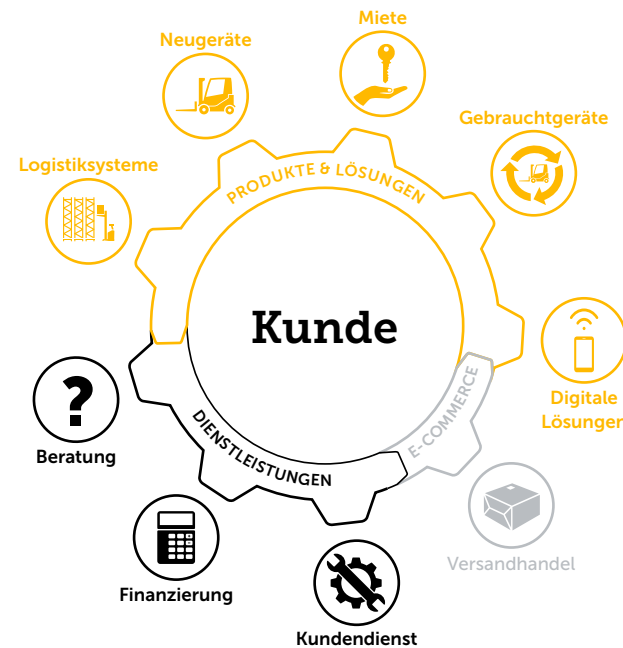 Miete
Neugeräte
Gebrauchtgeräte
Logistiksysteme
PRODUKTE & LÖSUNGEN
Kunde
Digitale
Lösungen
E-COMMERCE
DIENSTLEISTUNGEN
Beratung
Versandhandel
Finanzierung
Kundendienst